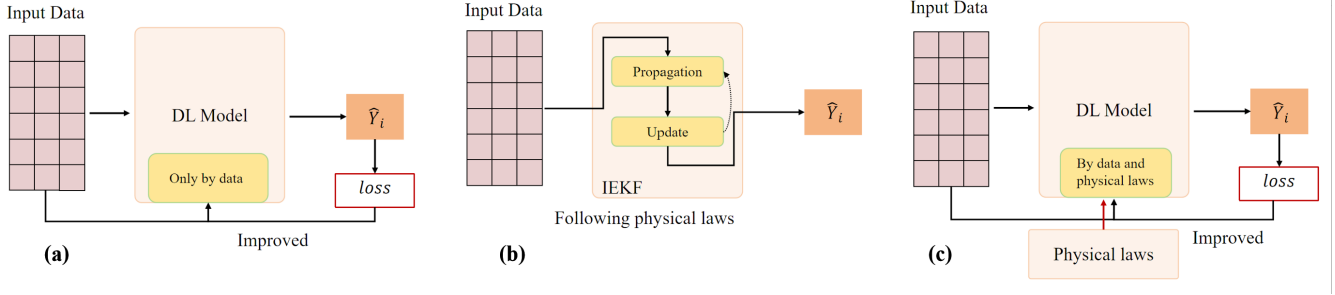 Input Data
DL Model
Ŷᵢ
Only by data
loss
Improved
(a)
Input Data
Propagation
Update
IEKF
Ŷᵢ
Following physical laws
(b)
Input Data
DL Model
Ŷᵢ
By data and
physical laws
loss
Improved
Physical laws
(c)